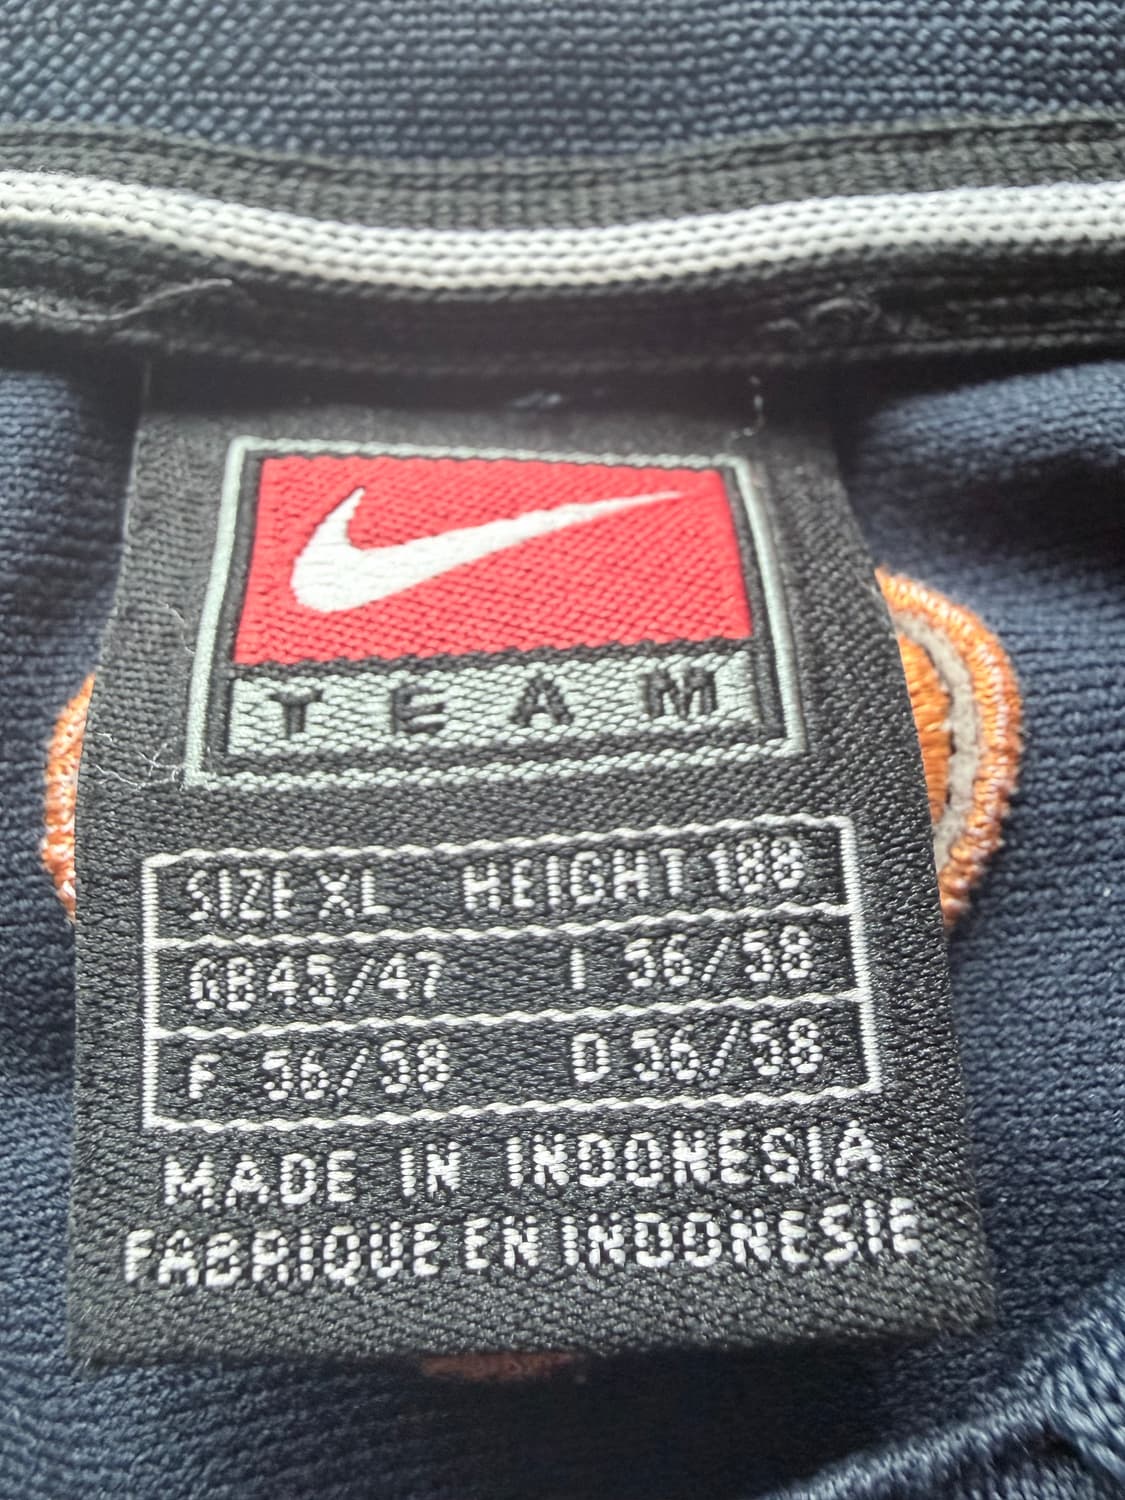 TEAM
SIZE XL HEIGHT 188
GB 45/47 I 56/58
F 56/58 D 56/58
MADE IN INDONESIA
FABRIQUE EN INDONESIE